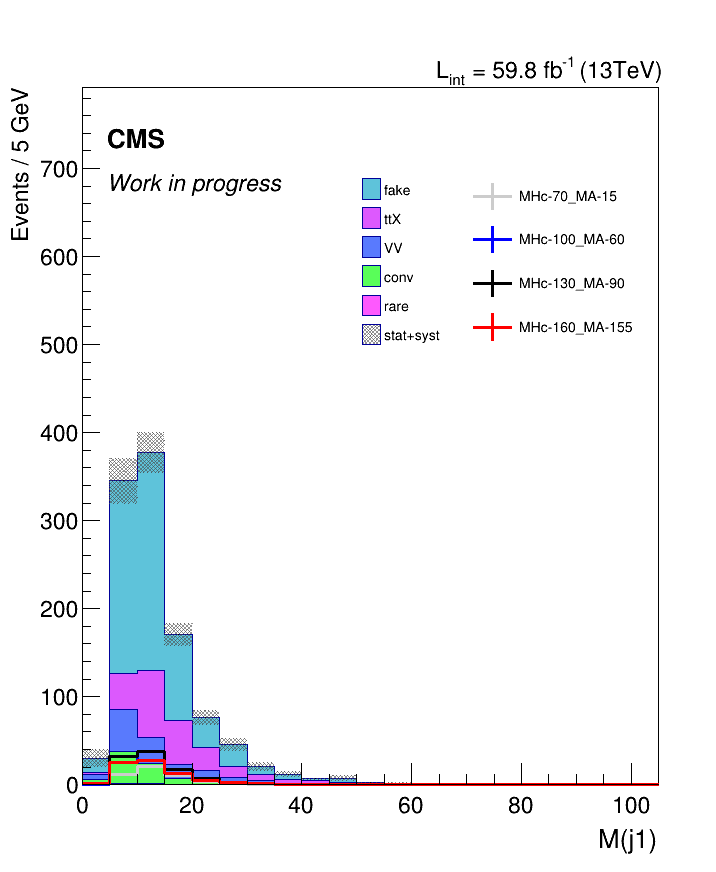 L_int = 59.8 fb^-1 (13TeV)
Events / 5 GeV
CMS
Work in progress
fake
ttX
VV
conv
rare
stat+syst
MHc-70_MA-15
MHc-100_MA-60
MHc-130_MA-90
MHc-160_MA-155
700
600
500
400
300
200
100
0
0 20 40 60 80 100
M(j1)